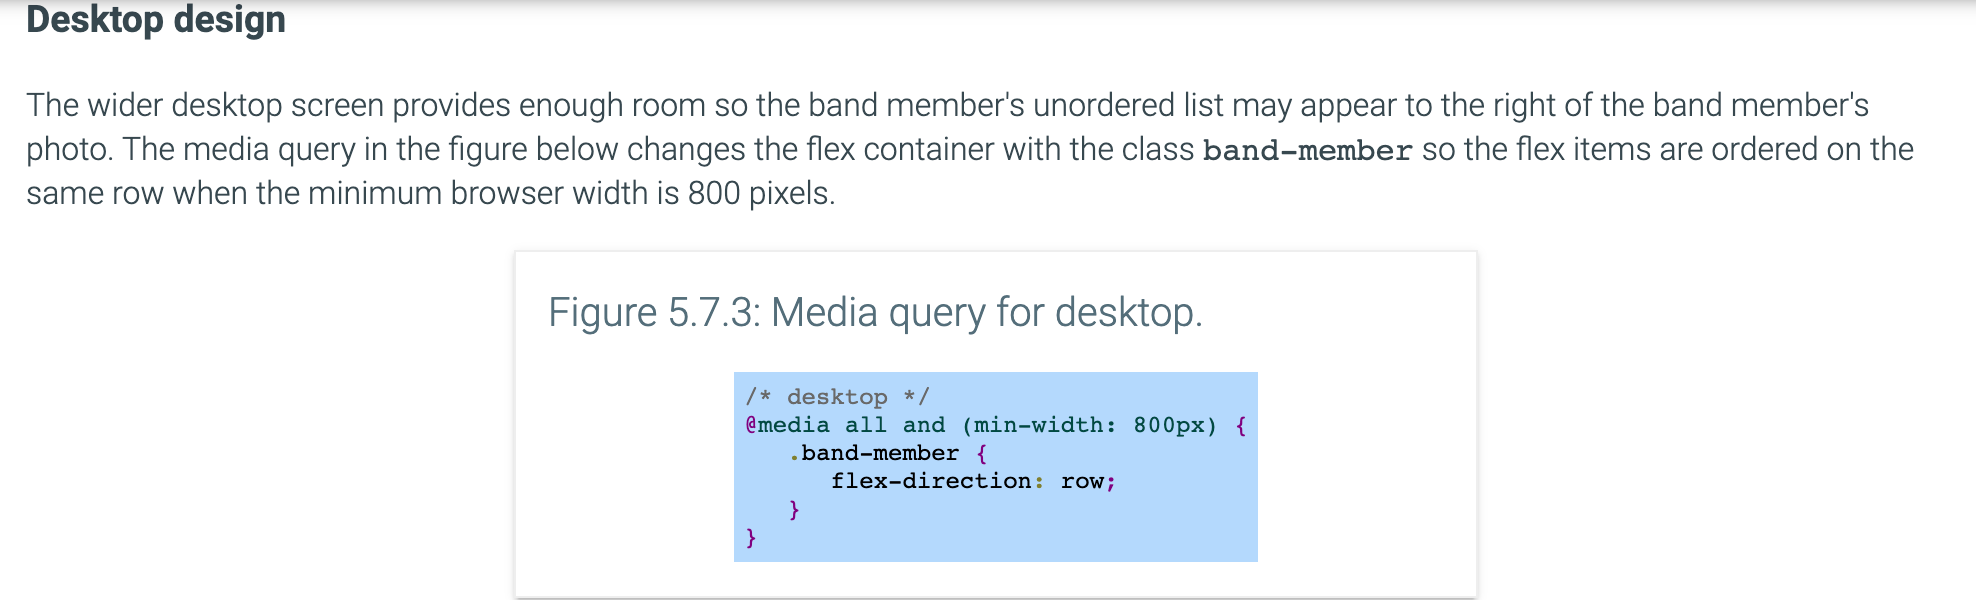 Desktop design
The wider desktop screen provides enough room so the band member's unordered list may appear to the right of the band member's
photo. The media query in the figure below changes the flex container with the class band-member so the flex items are ordered on the
same row when the minimum browser width is 800 pixels.
Figure 5.7.3: Media query for desktop.
/* desktop */
@media all and (min-width: 800px) {
   .band-member {
      flex-direction: row;
   }
}